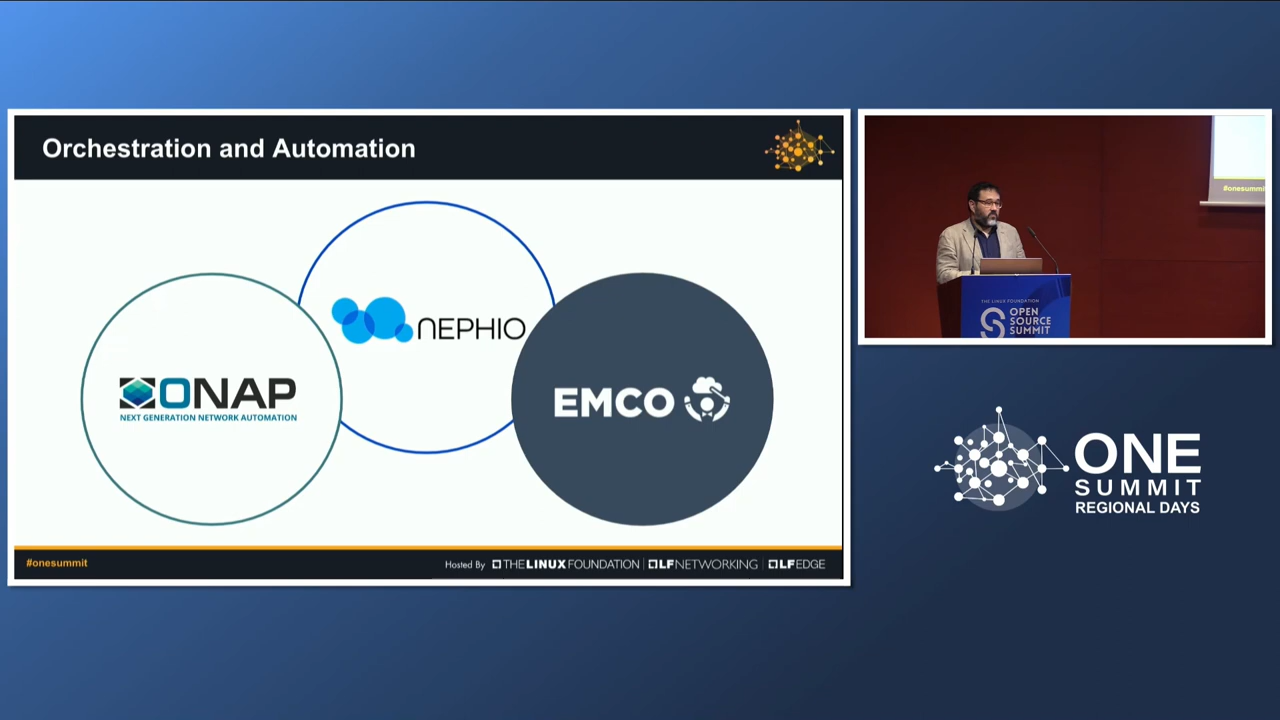 Orchestration and Automation
NEPHIO
ONAP
NEXT GENERATION NETWORK AUTOMATION
EMCO
#onesummit
Hosted By THE LINUX FOUNDATION | LF NETWORKING | LF EDGE
#onesummit
THE LINUX FOUNDATION
OPEN
SOURCE
SUMMIT
ONE
SUMMIT
REGIONAL DAYS